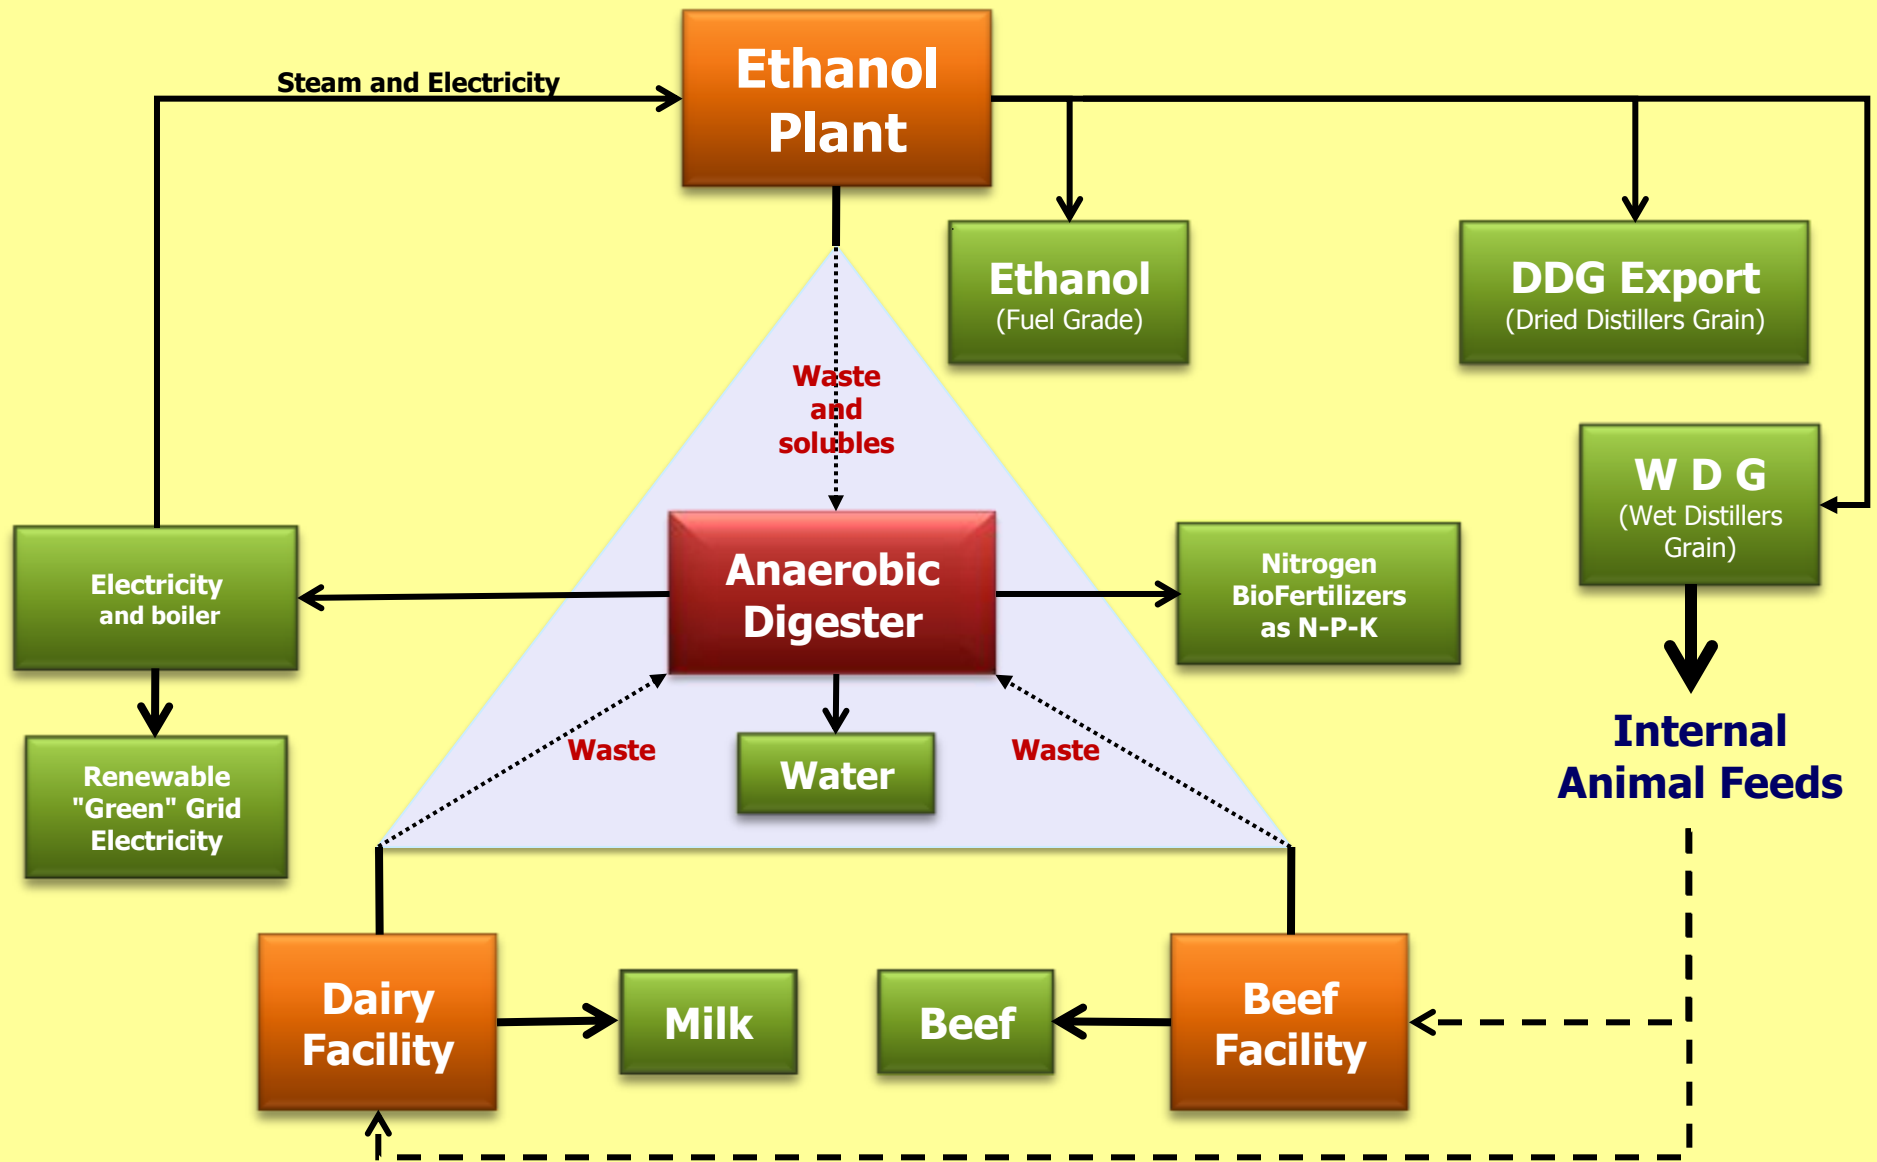 Steam and Electricity
Ethanol
Plant
Ethanol
(Fuel Grade)
DDG Export
(Dried Distillers Grain)
Waste
and
solubles
W D G
(Wet Distillers
Grain)
Electricity
and boiler
Anaerobic
Digester
Nitrogen
BioFertilizers
as N-P-K
Internal
Animal Feeds
Renewable
"Green" Grid
Electricity
Waste
Water
Waste
Dairy
Facility
Milk
Beef
Beef
Facility